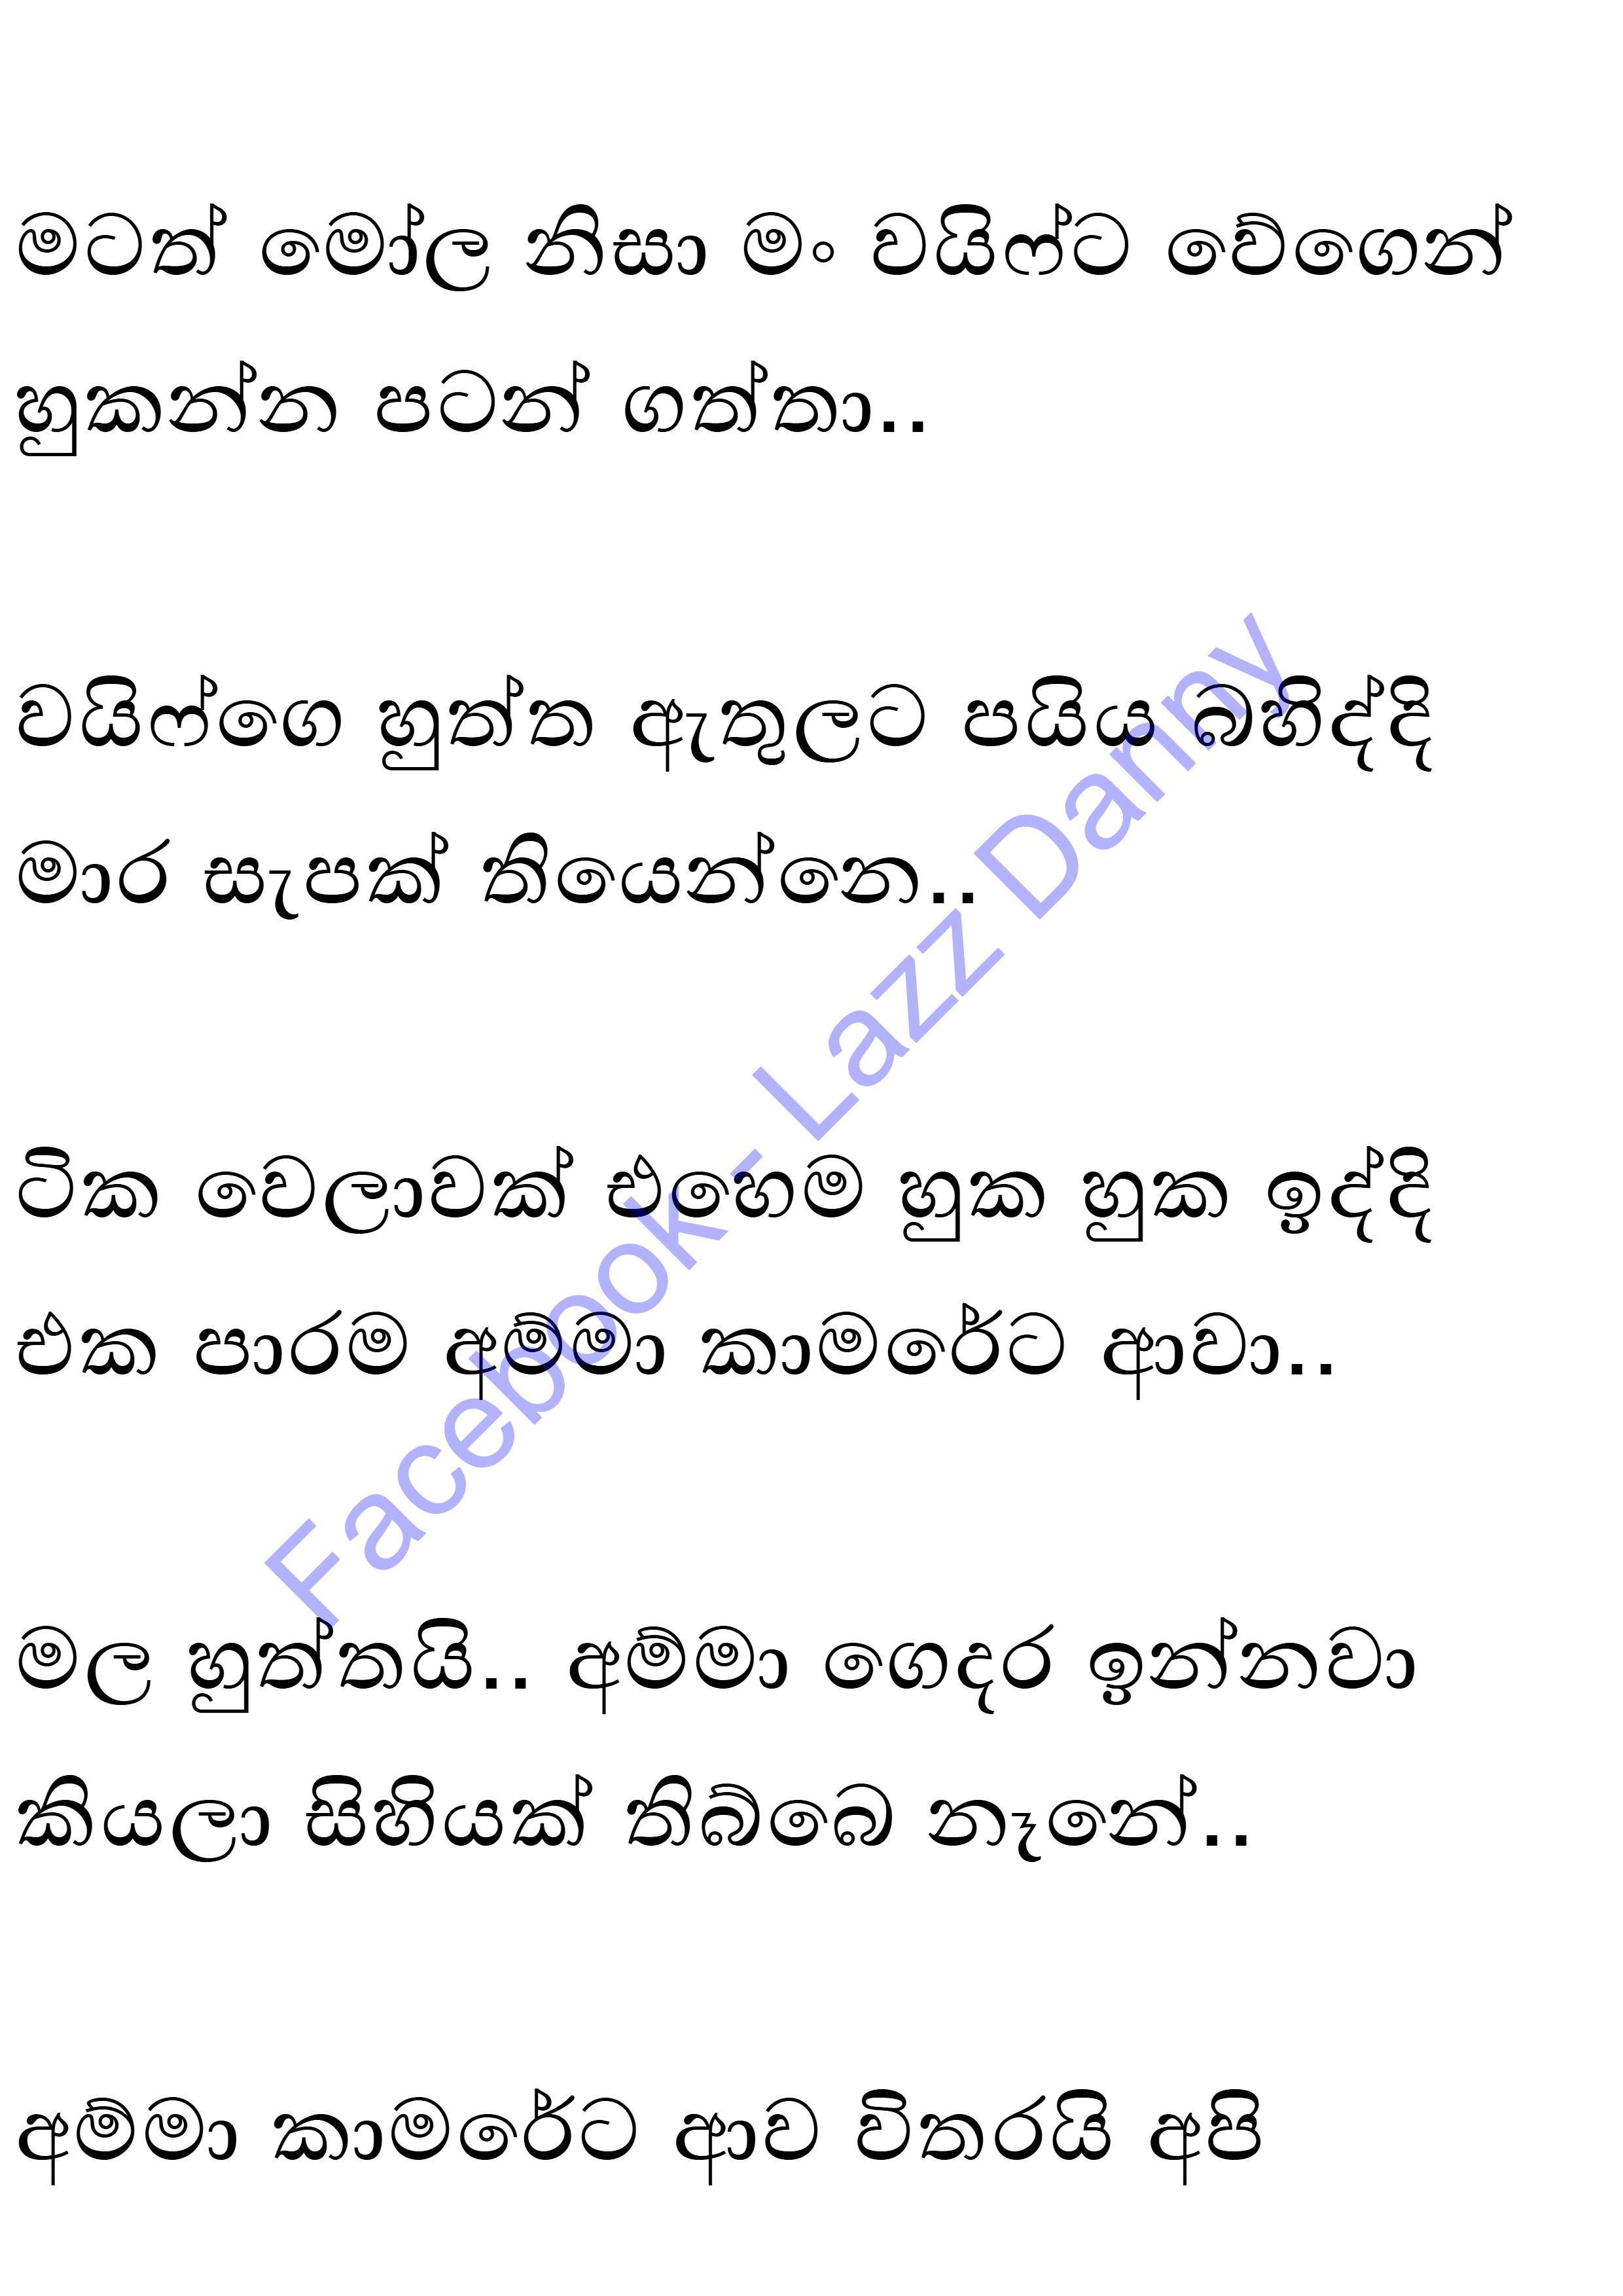 මටත් මෝල නිසා මං වයිෆ්ට වේගෙන්
හුකන්න පටන් ගත්තා..
වයිෆ්ගෙ හුත්ත ඇතුලට පයිය බහිද්දි
මාර සැපක් තියෙන්නෙ..
ටික වෙලාවක් එහෙම හුක හුක ඉද්දි
එක පාරම අම්මා කාමරේට ආවා..
මල හුත්තයි.. අම්මා ගෙදර ඉන්නවා
කියලා සිහියක් තිබ්බෙ නෑනේ..
අම්මා කාමරේට ආව විතරයි අපි
Facebook- Lazz Danny